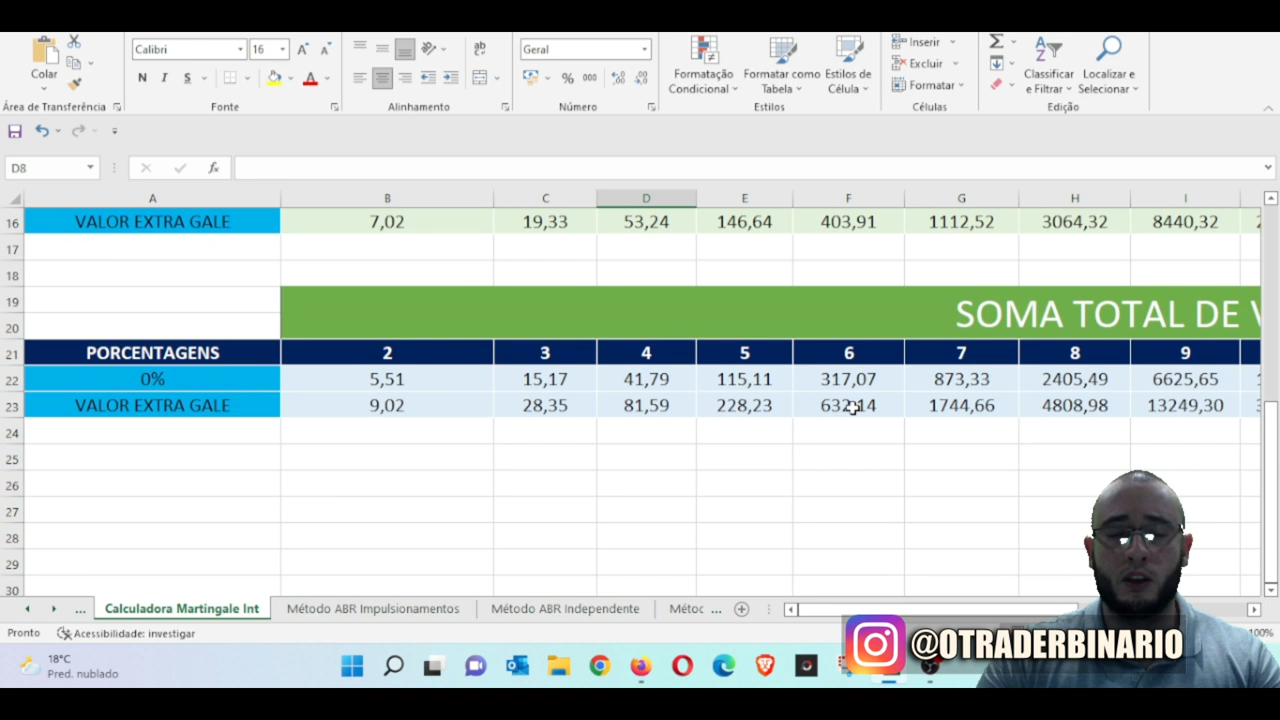 Colar
Área de Transferência
Calibri 16
N I S
Fonte
ab
Alinhamento
Geral
% 000
Número
Formatação Condicional
Formatar como Tabela
Estilos de Célula
Estilos
Inserir
Excluir
Formatar
Células
Classificar e Filtrar
Localizar e Selecionar
Edição
D8
fx
A B C D E F G H I
16 VALOR EXTRA GALE 7,02 19,33 53,24 146,64 403,91 1112,52 3064,32 8440,32
17
18
19
SOMA TOTAL DE
20
21 PORCENTAGENS 2 3 4 5 6 7 8 9
22 0% 5,51 15,17 41,79 115,11 317,07 873,33 2405,49 6625,65
23 VALOR EXTRA GALE 9,02 28,35 81,59 228,23 632,14 1744,66 4808,98 13249,30
24
25
26
27
28
29
30
... Calculadora Martingale Int Método ABR Impulsionamentos Método ABR Independente Métoc ...
Pronto Acessibilidade: investigar 100%
18°C
Pred. nublado
@OTRADERBINARIO